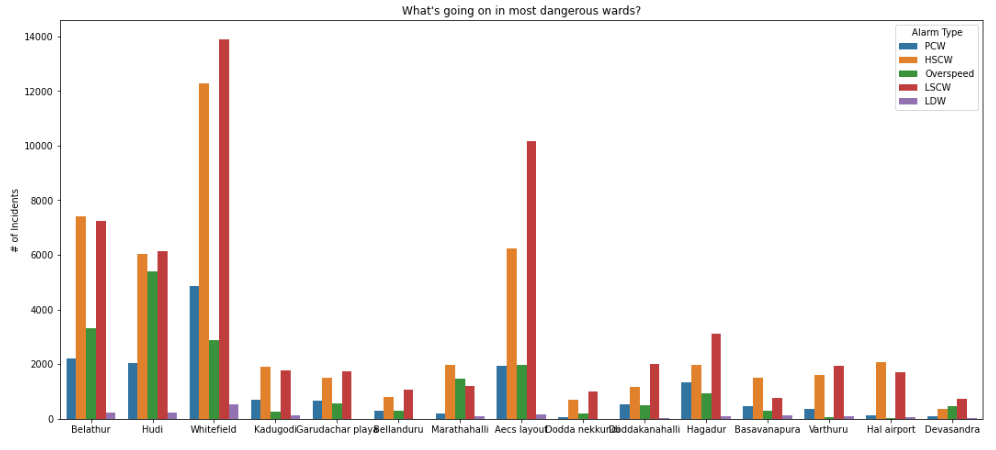 What's going on in most dangerous wards?
Alarm Type
PCW
HSCW
Overspeed
LSCW
LDW
# of Incidents
14000
12000
10000
8000
6000
4000
2000
0
Belathur Hudi Whitefield Kadugodi Garudachar playa Bellanduru Marathahalli Aecs layout Dodda nekkundi Doddakanahalli Hagadur Basavanapura Varthuru Hal airport Devasandra